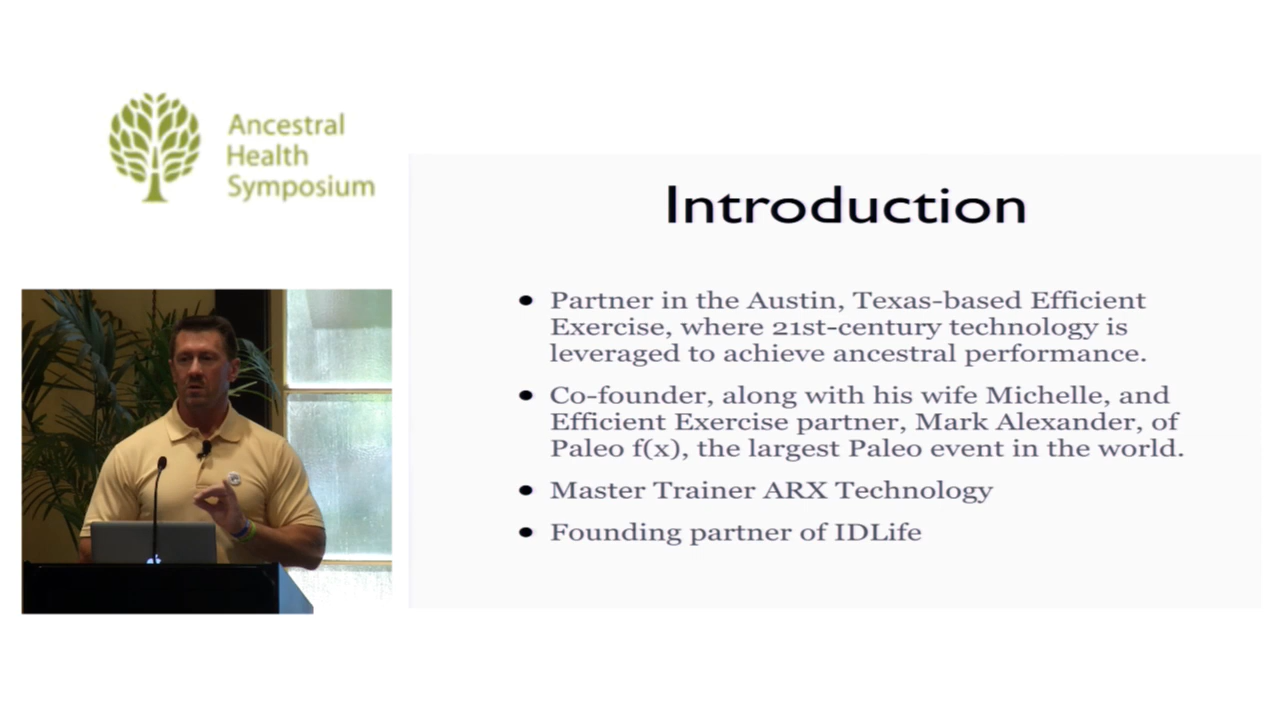 Ancestral
Health
Symposium
Introduction
• Partner in the Austin, Texas-based Efficient
Exercise, where 21st-century technology is
leveraged to achieve ancestral performance.
• Co-founder, along with his wife Michelle, and
Efficient Exercise partner, Mark Alexander, of
Paleo f(x), the largest Paleo event in the world.
• Master Trainer ARX Technology
• Founding partner of IDLife